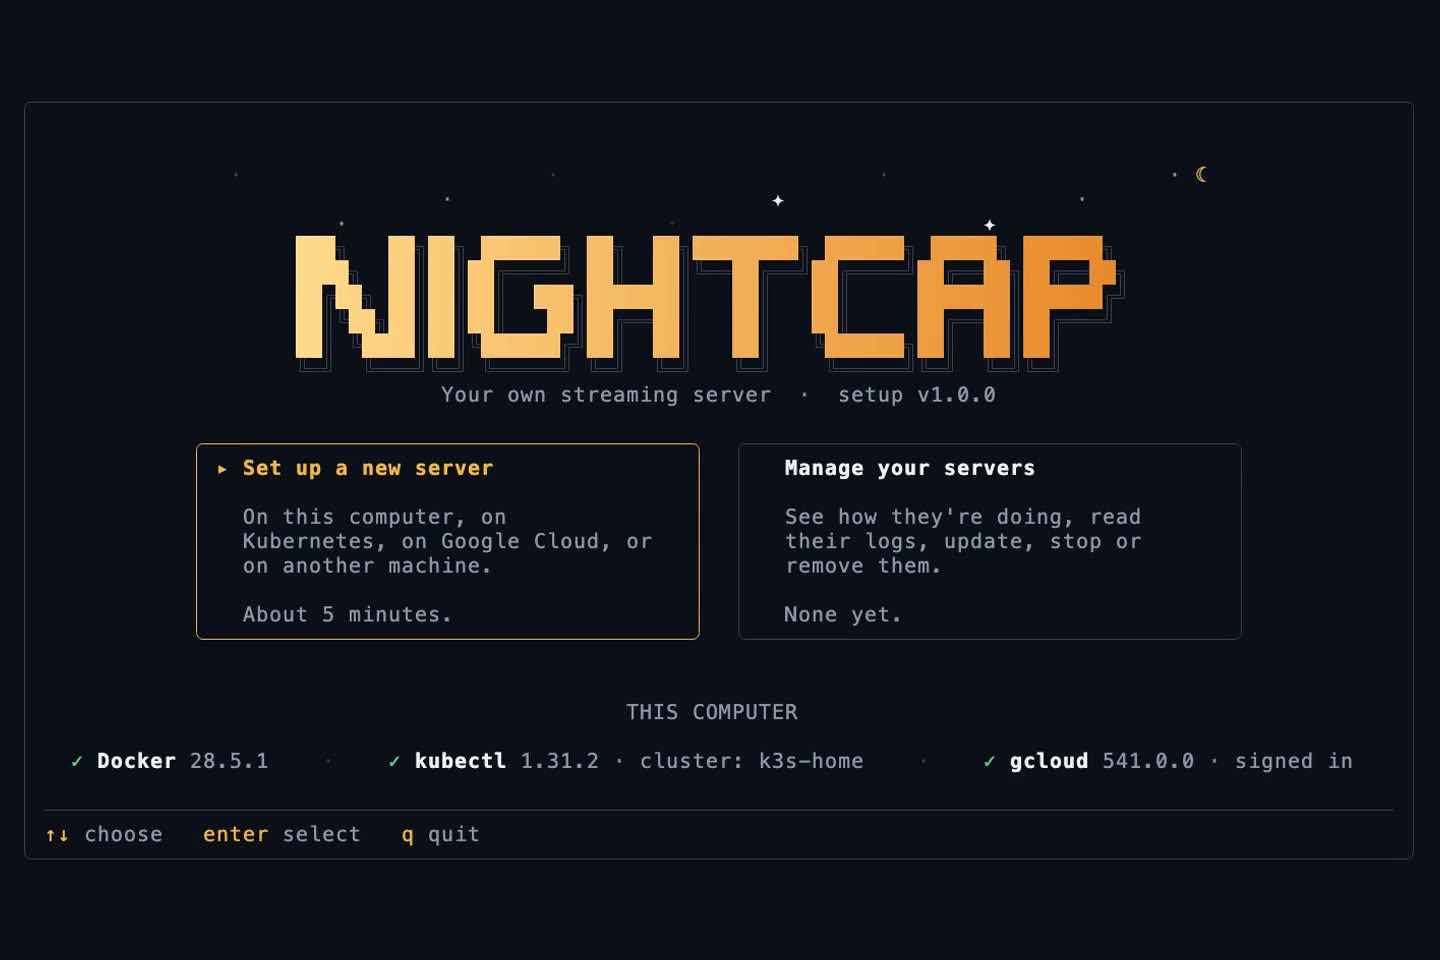 NIGHTCAP
Your own streaming server · setup v1.0.0
▸ Set up a new server
On this computer, on
Kubernetes, on Google Cloud, or
on another machine.
About 5 minutes.
Manage your servers
See how they're doing, read
their logs, update, stop or
remove them.
None yet.
THIS COMPUTER
✓ Docker 28.5.1 · ✓ kubectl 1.31.2 · cluster: k3s-home · ✓ gcloud 541.0.0 · signed in
↑↓ choose enter select q quit